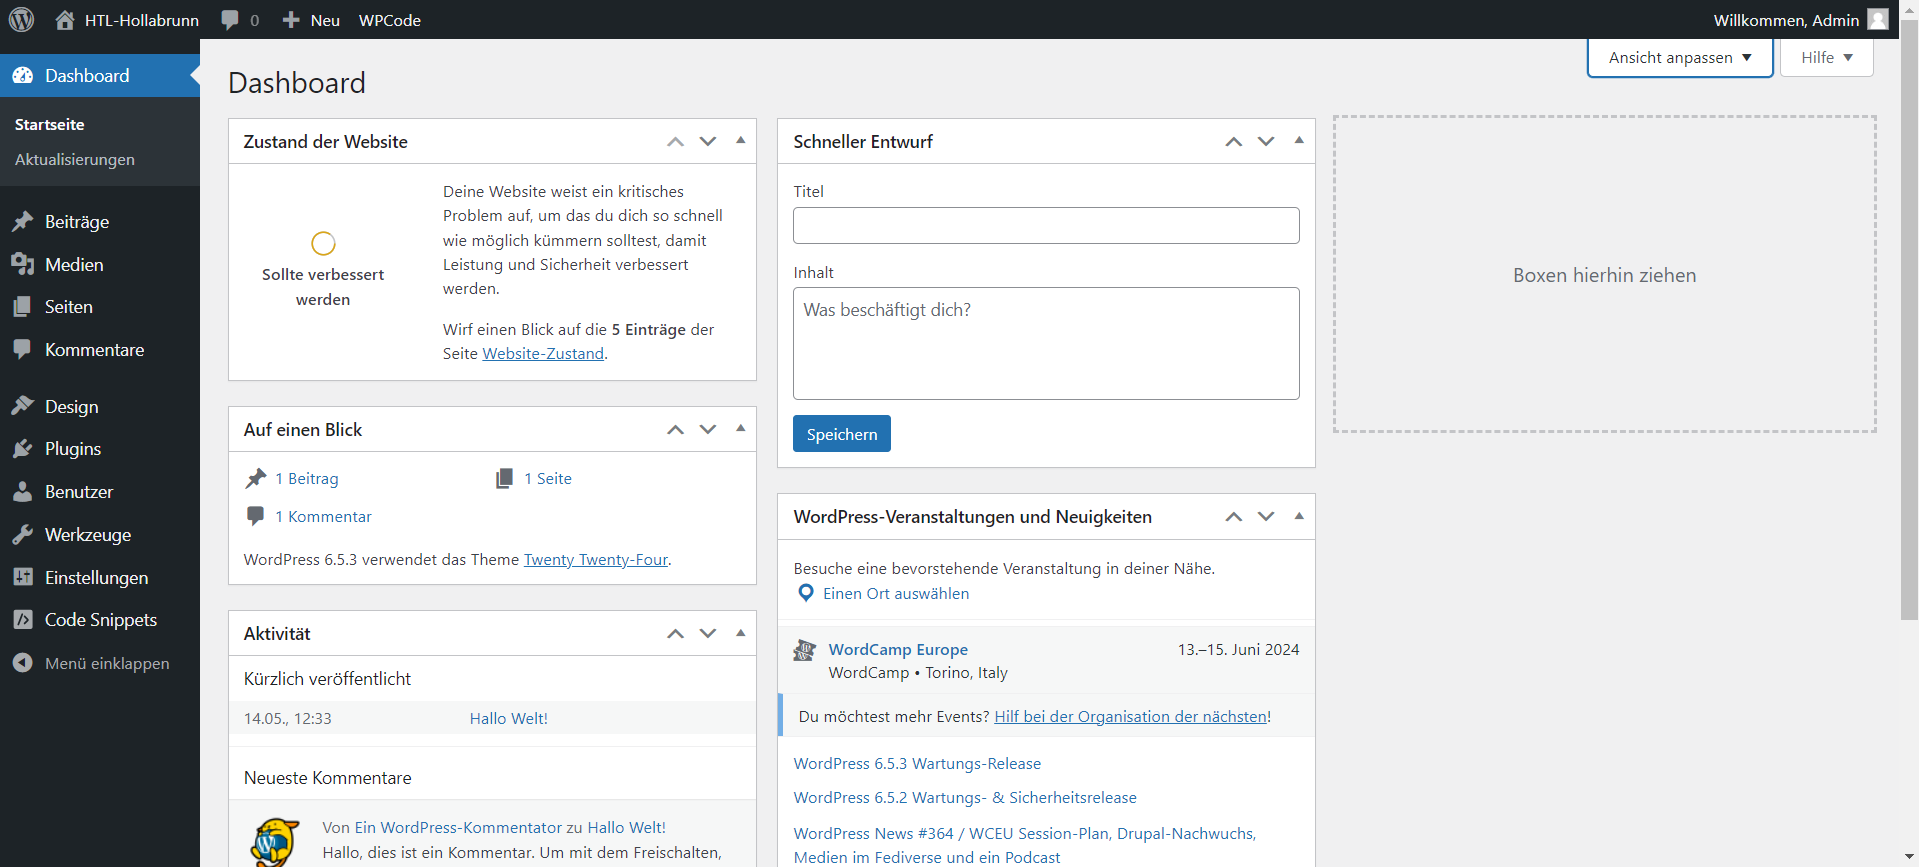 HTL-Hollabrunn
0
Neu
WPCode
Willkommen, Admin
Dashboard
Startseite
Aktualisierungen
Beiträge
Medien
Seiten
Kommentare
Design
Plugins
Benutzer
Werkzeuge
Einstellungen
Code Snippets
Menü einklappen
Ansicht anpassen
Hilfe
Dashboard
Zustand der Website
Sollte verbessert
werden
Deine Website weist ein kritisches
Problem auf, um das du dich so schnell
wie möglich kümmern solltest, damit
Leistung und Sicherheit verbessert
werden.
Wirf einen Blick auf die 5 Einträge der
Seite Website-Zustand.
Auf einen Blick
1 Beitrag
1 Seite
1 Kommentar
WordPress 6.5.3 verwendet das Theme Twenty Twenty-Four.
Aktivität
Kürzlich veröffentlicht
14.05., 12:33
Hallo Welt!
Neueste Kommentare
Von Ein WordPress-Kommentator zu Hallo Welt!
Hallo, dies ist ein Kommentar. Um mit dem Freischalten,
Schneller Entwurf
Titel
Inhalt
Was beschäftigt dich?
Speichern
WordPress-Veranstaltungen und Neuigkeiten
Besuche eine bevorstehende Veranstaltung in deiner Nähe.
Einen Ort auswählen
WordCamp Europe
13.–15. Juni 2024
WordCamp • Torino, Italy
Du möchtest mehr Events? Hilf bei der Organisation der nächsten!
WordPress 6.5.3 Wartungs-Release
WordPress 6.5.2 Wartungs- & Sicherheitsrelease
WordPress News #364 / WCEU Session-Plan, Drupal-Nachwuchs,
Medien im Fediverse und ein Podcast
Boxen hierhin ziehen